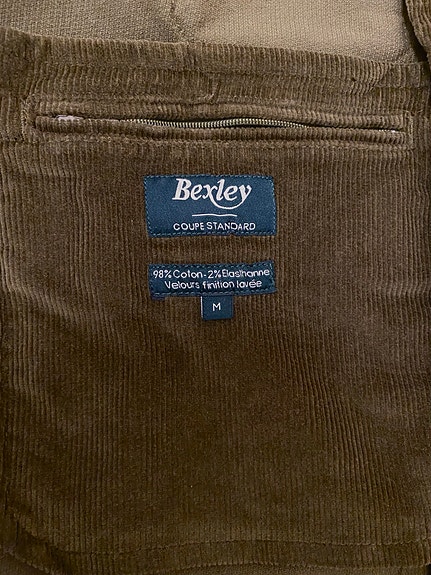 Bexley
COUPE STANDARD
98% Coton-2% Elasthanne
Velours finition lavée
M